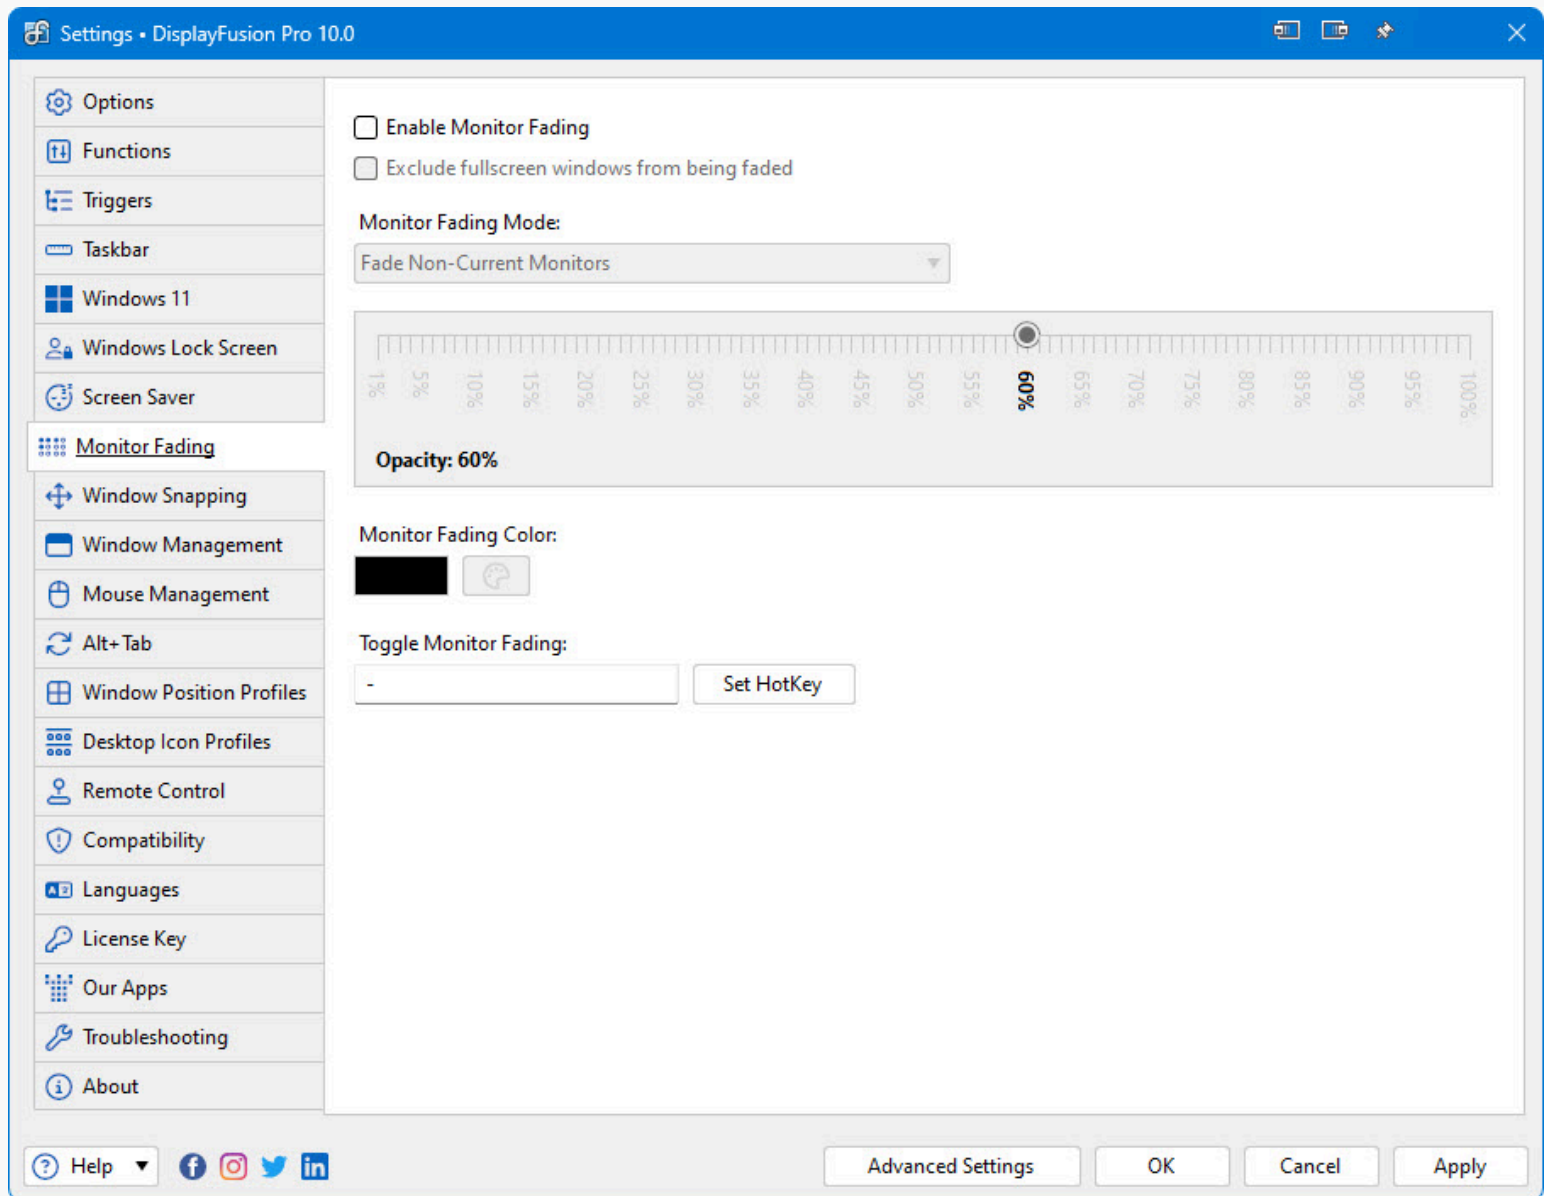 Settings • DisplayFusion Pro 10.0
Options
Functions
Triggers
Taskbar
Windows 11
Windows Lock Screen
Screen Saver
Monitor Fading
Window Snapping
Window Management
Mouse Management
Alt+Tab
Window Position Profiles
Desktop Icon Profiles
Remote Control
Compatibility
Languages
License Key
Our Apps
Troubleshooting
About
Enable Monitor Fading
Exclude fullscreen windows from being faded
Monitor Fading Mode:
Fade Non-Current Monitors
1% 5% 10% 15% 20% 25% 30% 35% 40% 45% 50% 55% 60% 65% 70% 75% 80% 85% 90% 95% 100%
Opacity: 60%
Monitor Fading Color:
Toggle Monitor Fading:
- Set HotKey
Help Advanced Settings OK Cancel Apply